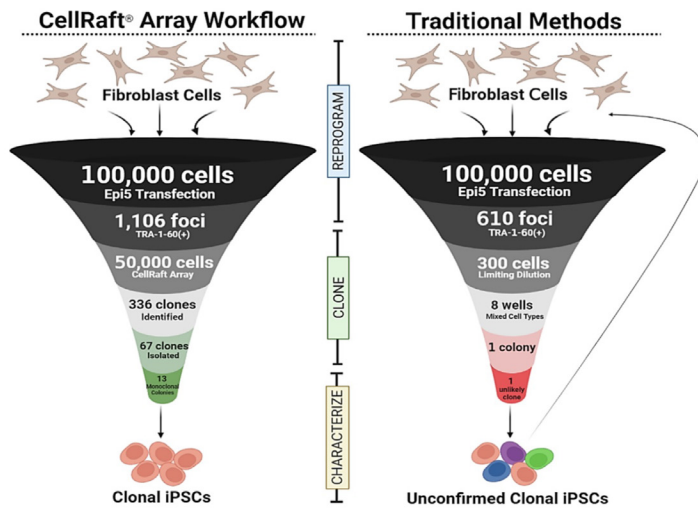 CellRaft® Array Workflow
Fibroblast Cells
100,000 cells
Epi5 Transfection
1,106 foci
TRA-1-60(+)
50,000 cells
CellRaft Array
336 clones
Identified
67 clones
Isolated
13
Monoclonal
Colonies
Clonal iPSCs
REPROGRAM
CLONE
CHARACTERIZE
Traditional Methods
Fibroblast Cells
100,000 cells
Epi5 Transfection
610 foci
TRA-1-60(+)
300 cells
Limiting Dilution
8 wells
Mixed Cell Types
1 colony
1
unlikely
clone
Unconfirmed Clonal iPSCs